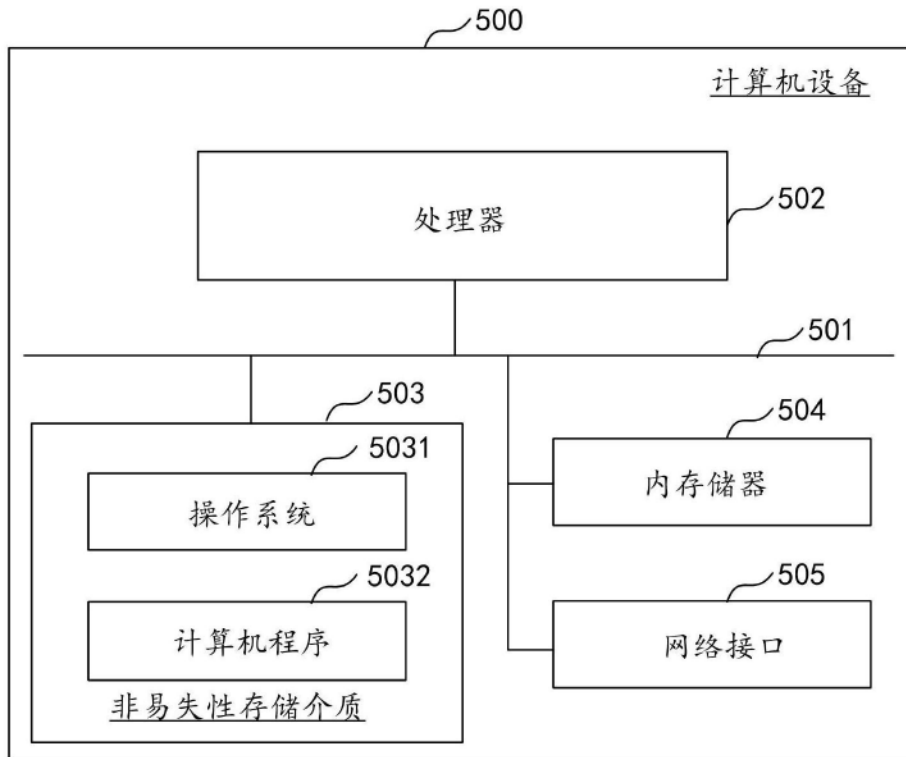 500
计算机设备
处理器
502
501
503
5031
操作系统
5032
计算机程序
非易失性存储介质
504
内存储器
505
网络接口